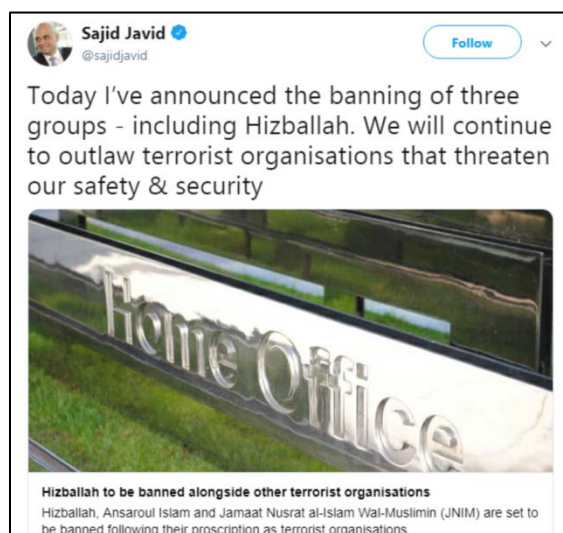 Sajid Javid
@sajidjavid
Follow
Today I've announced the banning of three
groups - including Hizballah. We will continue
to outlaw terrorist organisations that threaten
our safety & security
Home Office
Hizballah to be banned alongside other terrorist organisations
Hizballah, Ansaroul Islam and Jamaat Nusrat al-Islam Wal-Muslimin (JNIM) are set to
be banned following their proscription as terrorist organisations